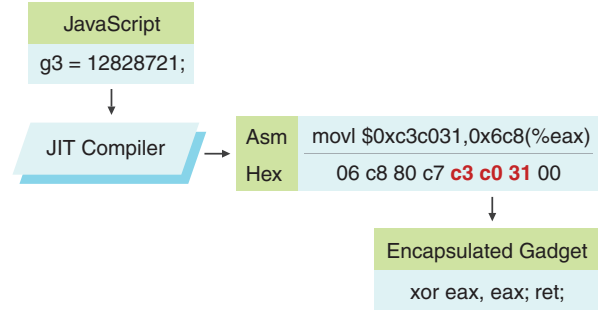 JavaScript
g3 = 12828721;
JIT Compiler
Asm movl $0xc3c031,0x6c8(%eax)
Hex 06 c8 80 c7 c3 c0 31 00
Encapsulated Gadget
xor eax, eax; ret;